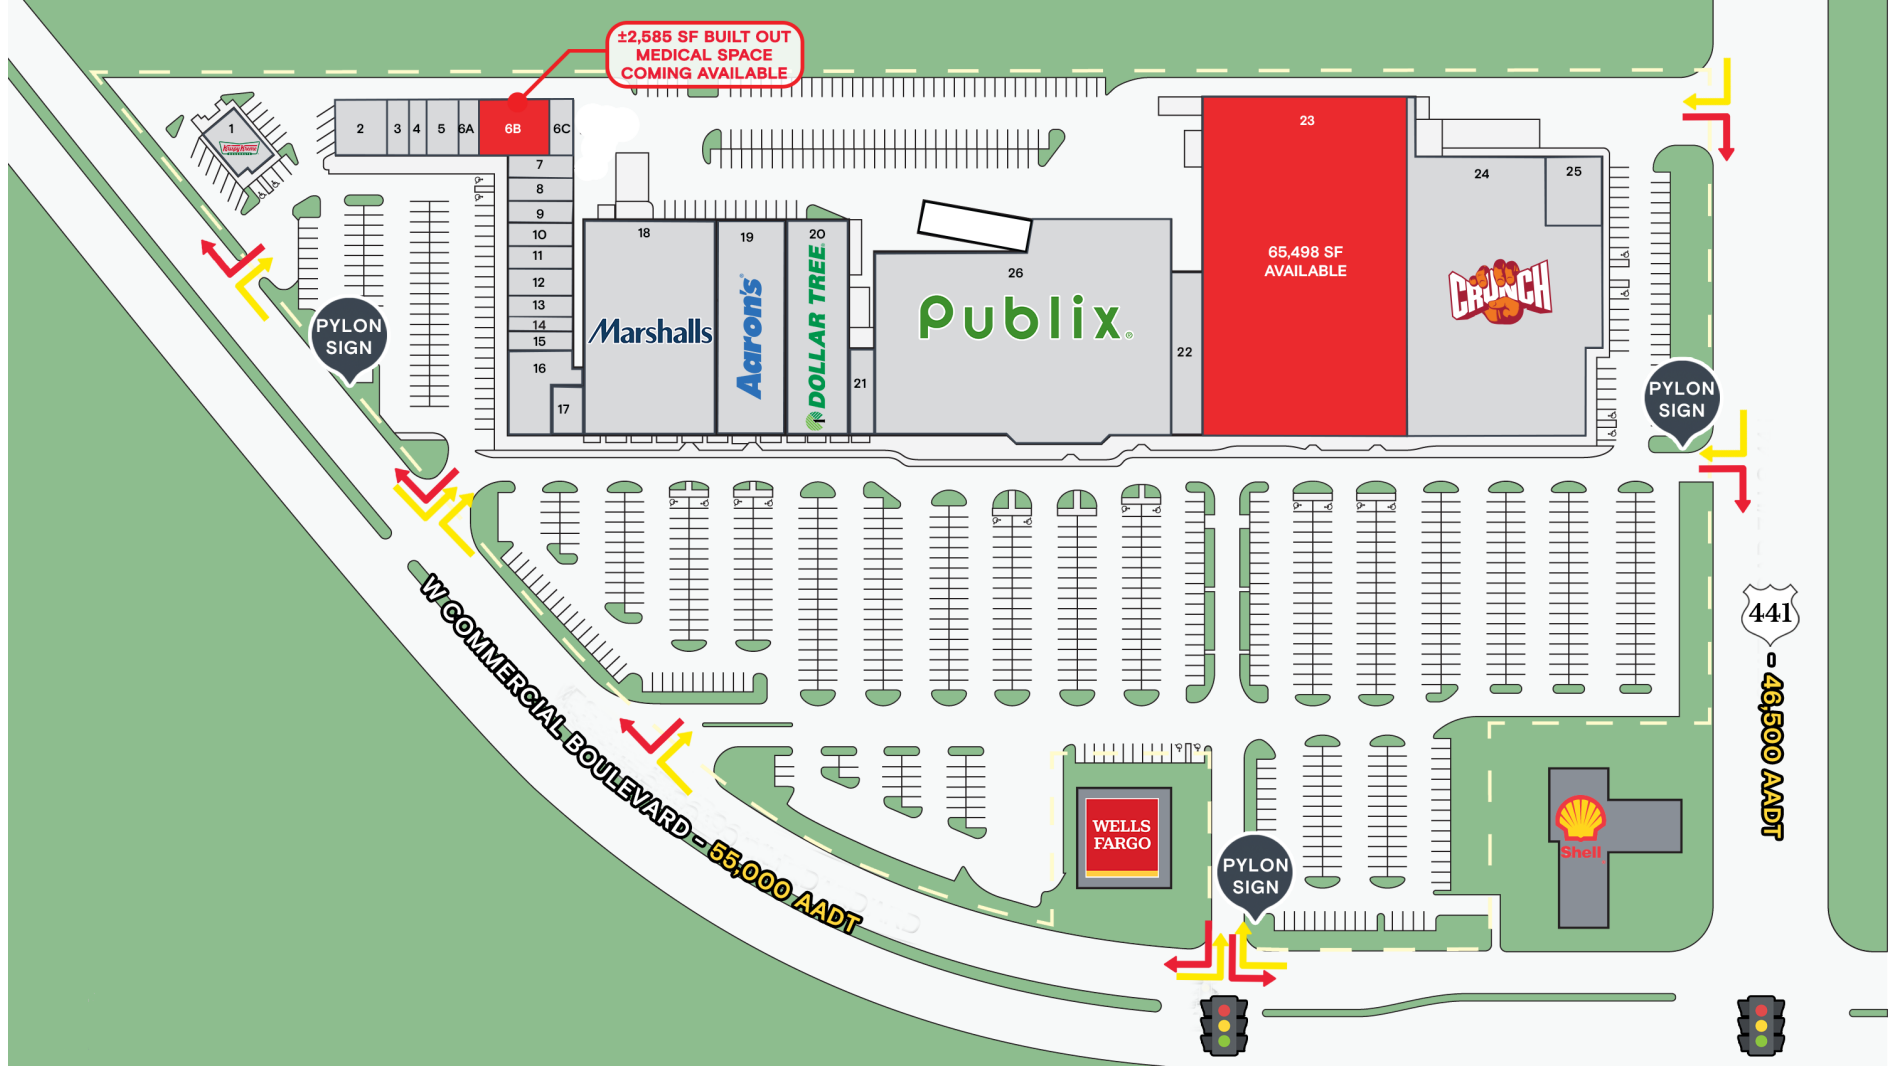 ±2,585 SF BUILT OUT
MEDICAL SPACE
COMING AVAILABLE
1
Krispy Kreme
2
3
4
5
6A
6B
6C
7
8
9
10
11
12
13
14
15
16
17
18
Marshalls
19
Aaron's
20
DOLLAR TREE
21
26
Publix
22
23
65,498 SF
AVAILABLE
24
25
CRUNCH
PYLON
SIGN
PYLON
SIGN
W COMMERCIAL BOULEVARD - 55,000 AADT
441
- 46,500 AADT
WELLS
FARGO
PYLON
SIGN
Shell